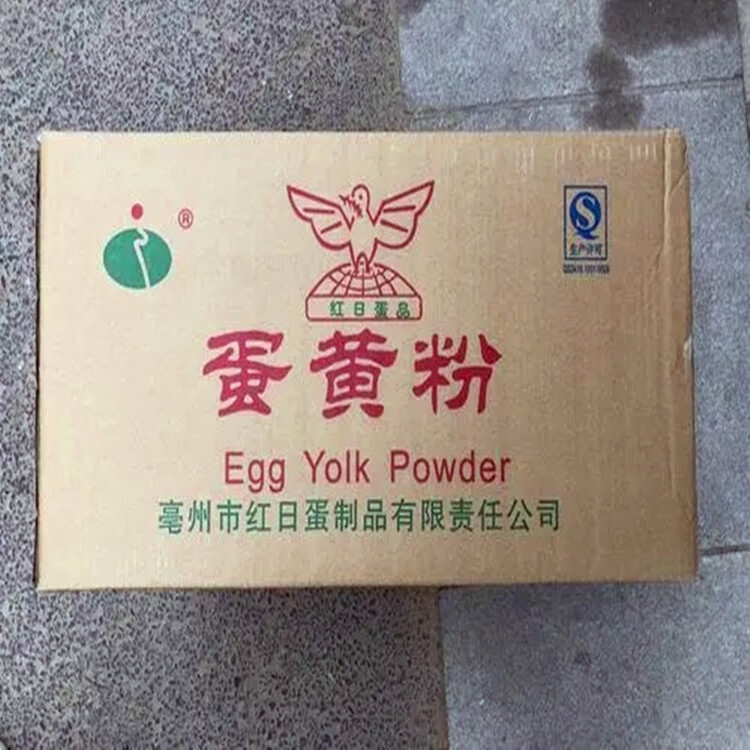 ®
生产许可
红日蛋品
蛋黄粉
Egg Yolk Powder
亳州市红日蛋制品有限责任公司